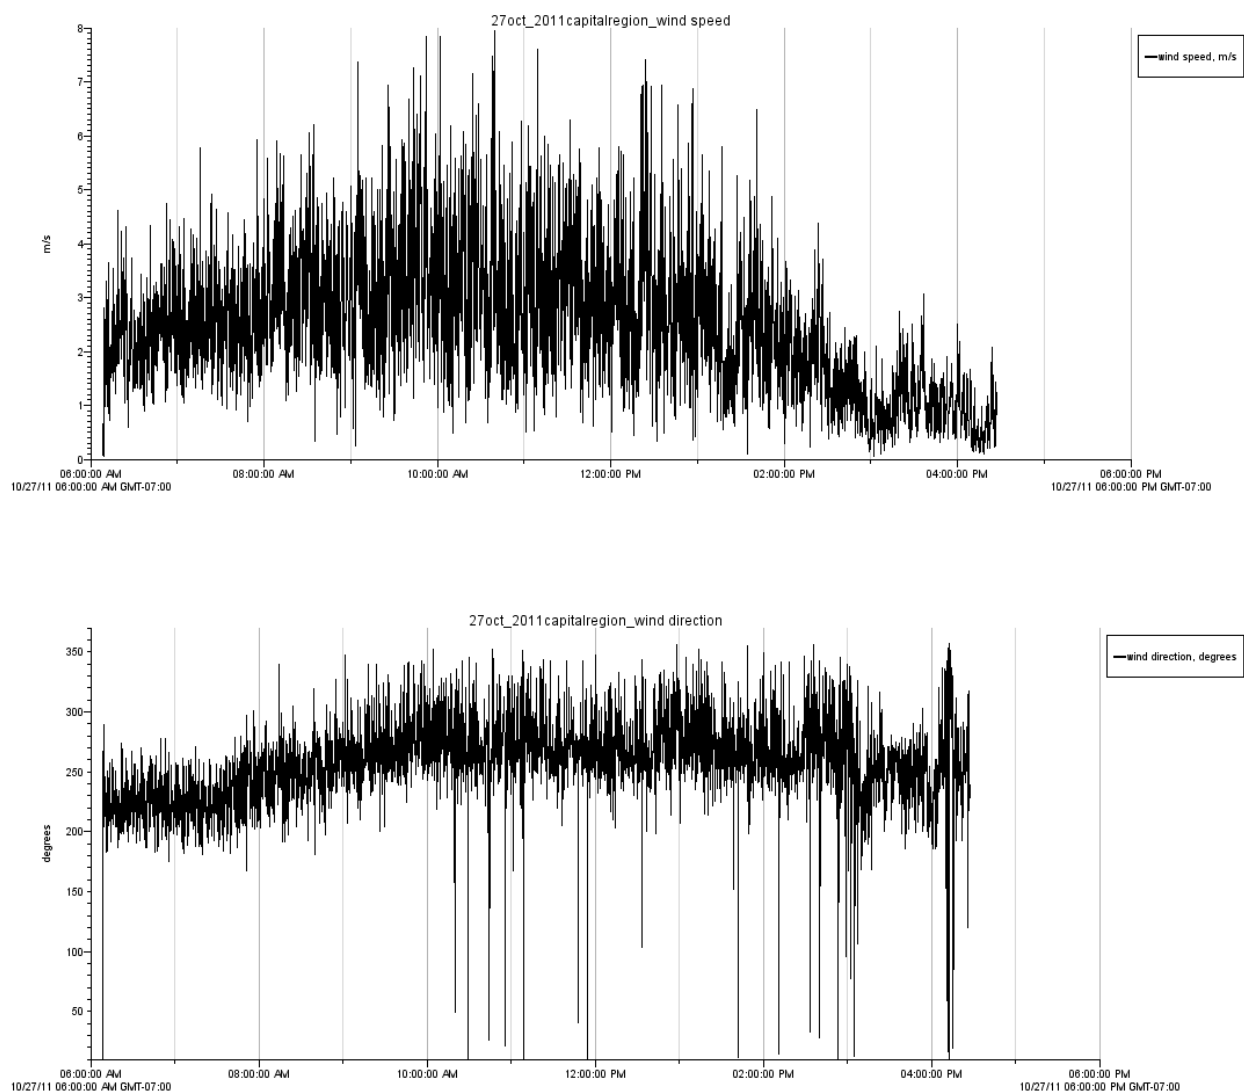 27oct_2011capitalregion_wind speed
wind speed, m/s
8
7
6
5
4
3
2
1
0
m/s
06:00:00 AM 08:00:00 AM 10:00:00 AM 12:00:00 PM 02:00:00 PM 04:00:00 PM 06:00:00 PM
10/27/11 06:00:00 AM GMT-07:00 10/27/11 06:00:00 PM GMT-07:00
27oct_2011capitalregion_wind direction
wind direction, degrees
350
300
250
200
150
100
50
degrees
06:00:00 AM 08:00:00 AM 10:00:00 AM 12:00:00 PM 02:00:00 PM 04:00:00 PM 06:00:00 PM
10/27/11 06:00:00 AM GMT-07:00 10/27/11 06:00:00 PM GMT-07:00